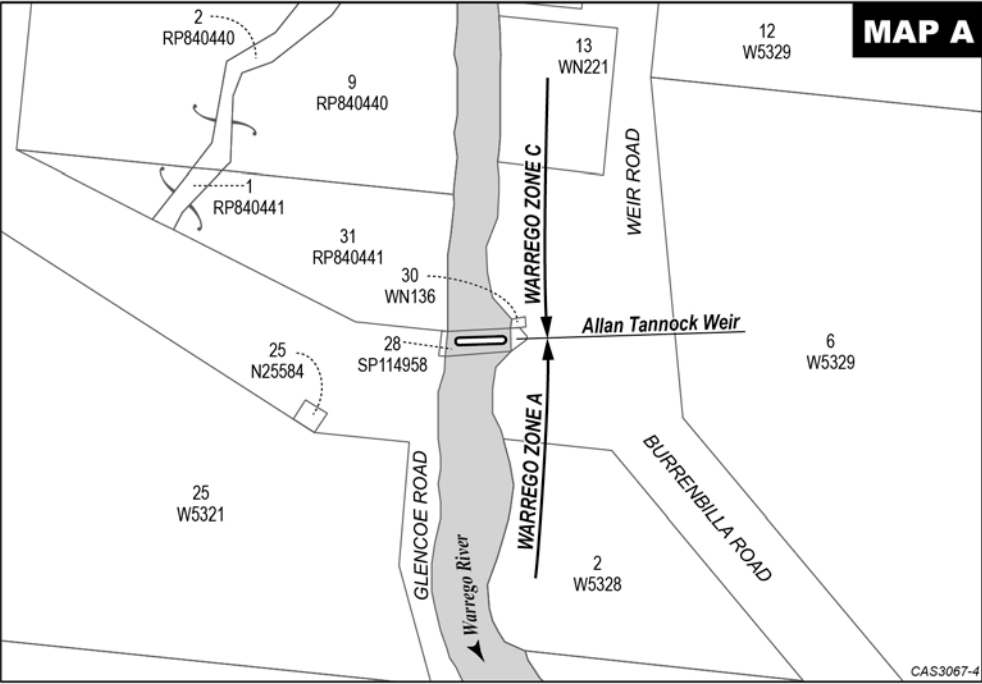 MAP A
2
RP840440
9
RP840440
13
WN221
12
W5329
1
RP840441
31
RP840441
30
WN136
WARREGO ZONE C
WEIR ROAD
Allan Tannock Weir
28
SP114958
25
N25584
6
W5329
WARREGO ZONE A
GLENCOE ROAD
BURRENBILLA ROAD
25
W5321
Warrego River
2
W5328
CAS3067-4